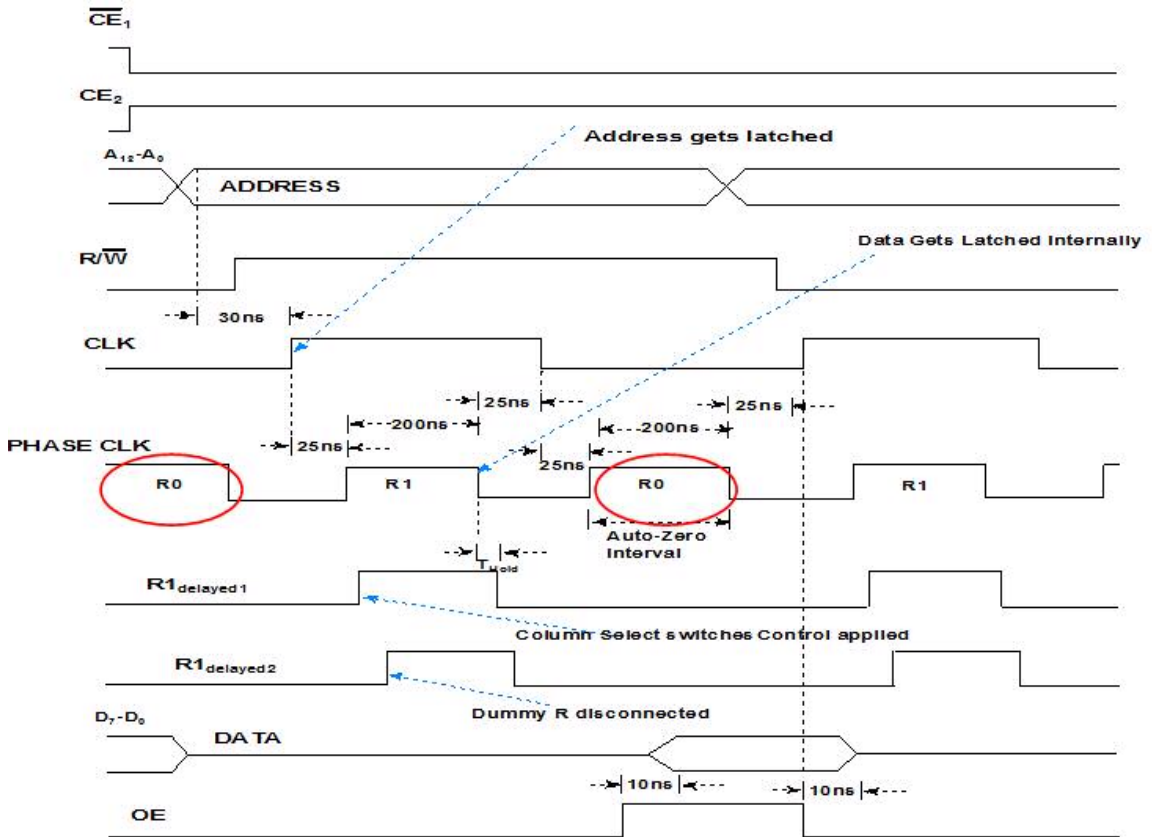 CE1
CE2
Address gets latched
A12-A0
ADDRESS
Data Gets Latched Internally
R/W
30ns
CLK
25ns
25ns
200ns
200ns
PHASE CLK
25ns
25ns
R0
R1
R0
R1
Auto-Zero
Interval
THold
R1delayed1
Column Select switches Control applied
R1delayed2
Dummy R disconnected
D7-D0
DATA
10ns
10ns
OE